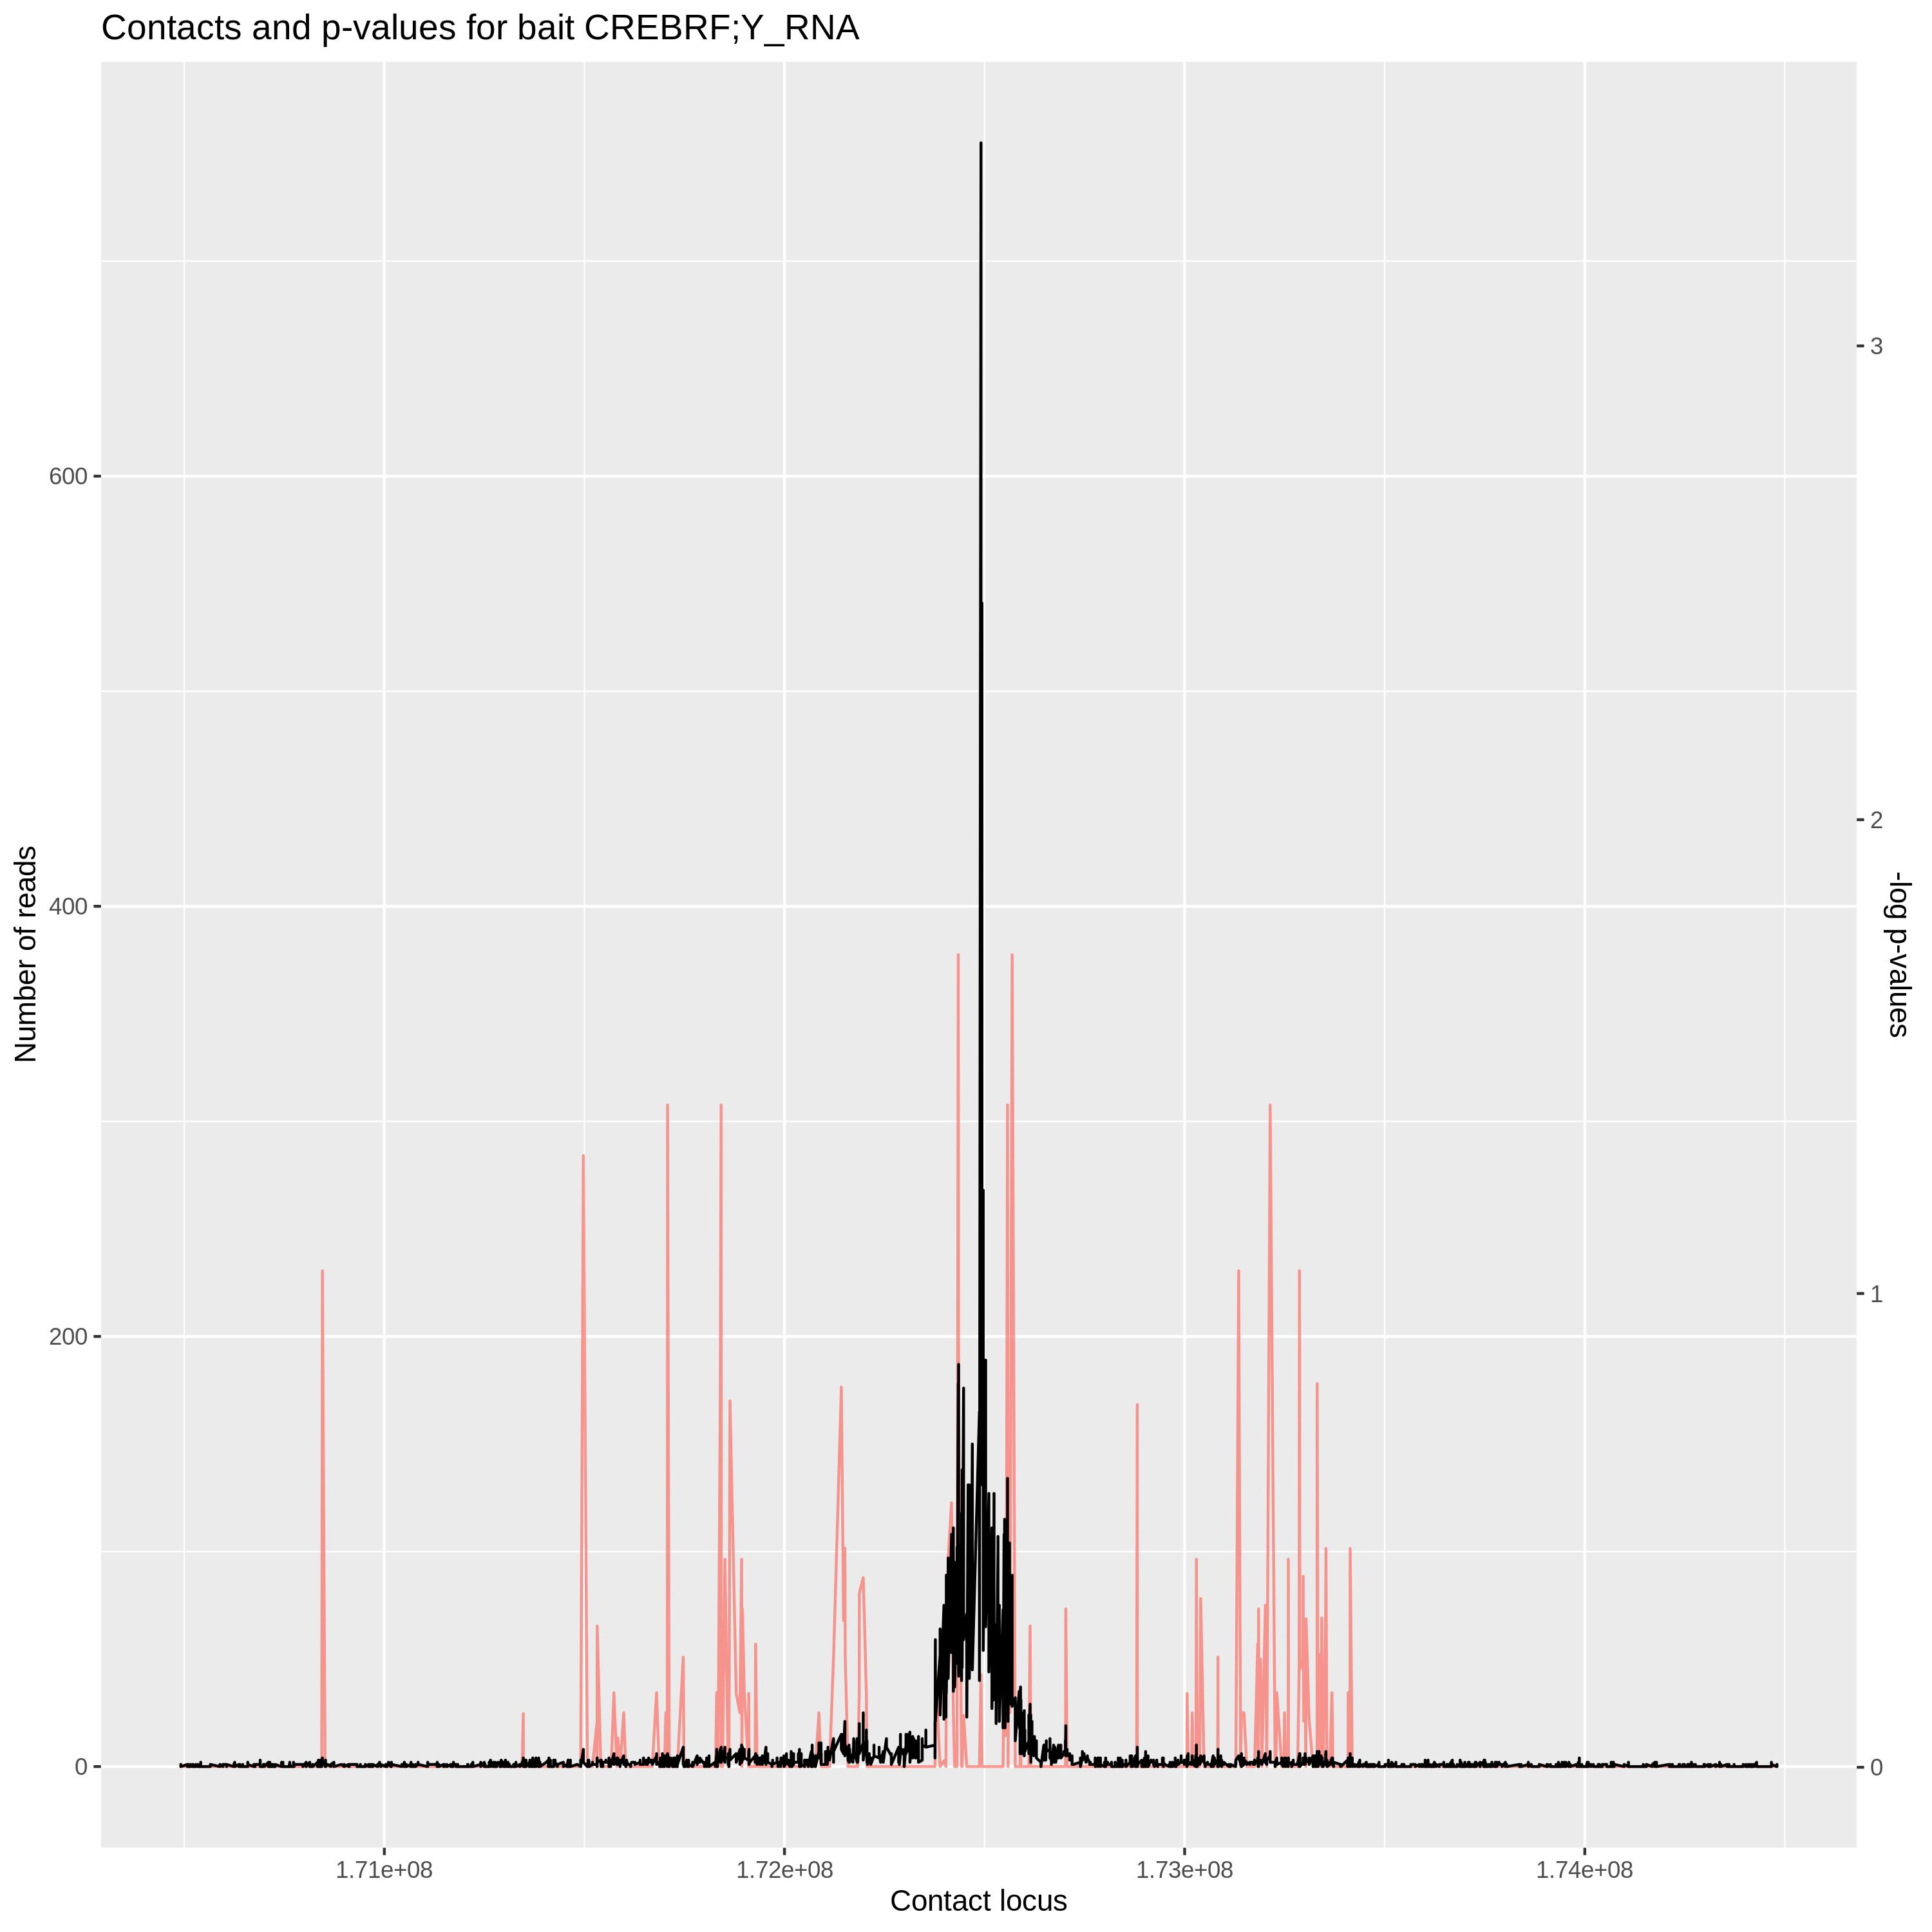 Contacts and p-values for bait CREBRF;Y_RNA
Number of reads
600
400
200
0
3
2
1
0
-log p-values
1.71e+08
1.72e+08
1.73e+08
1.74e+08
Contact locus